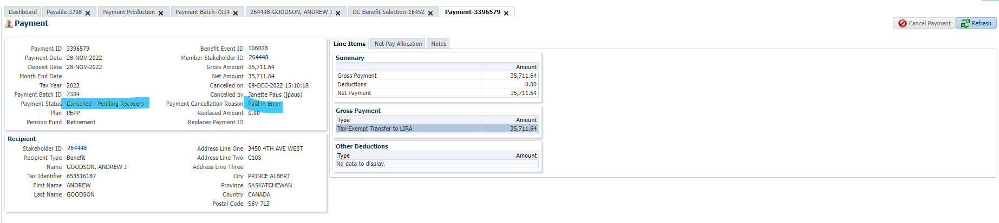 Dashboard Payable-3708 Payment Production Payment Batch-7334 264448-GOODSON, ANDREW J DC Benefit Selection-16452 Payment-3396579
Payment
Cancel Payment Refresh
Payment ID 3396579 Benefit Event ID 106028
Payment Date 28-NOV-2022 Member Stakeholder ID 264448
Deposit Date 28-NOV-2022 Gross Amount 35,711.64
Month End Date Net Amount 35,711.64
Tax Year 2022 Cancelled on 09-DEC-2022 15:10:18
Payment Batch ID 7334 Cancelled by Janette Paus (jpaus)
Payment Status Cancelled - Pending Recovery Payment Cancellation Reason Paid in Error
Plan PEPP Replaced Amount 0.00
Pension Fund Retirement Replaces Payment ID
Recipient
Stakeholder ID 264448 Address Line One 3450 4TH AVE WEST
Recipient Type Benefit Address Line Two C103
Name GOODSON, ANDREW J Address Line Three
Tax Identifier 653516187 City PRINCE ALBERT
First Name ANDREW Province SASKATCHEWAN
Last Name GOODSON Country CANADA
Postal Code S6V 7L3
Line Items Net Pay Allocation Notes
Summary
Amount
Gross Payment 35,711.64
Deductions 0.00
Net Payment 35,711.64
Gross Payment
Type Amount
Tax-Exempt Transfer to LIRA 35,711.64
Other Deductions
Type Amount
No data to display.